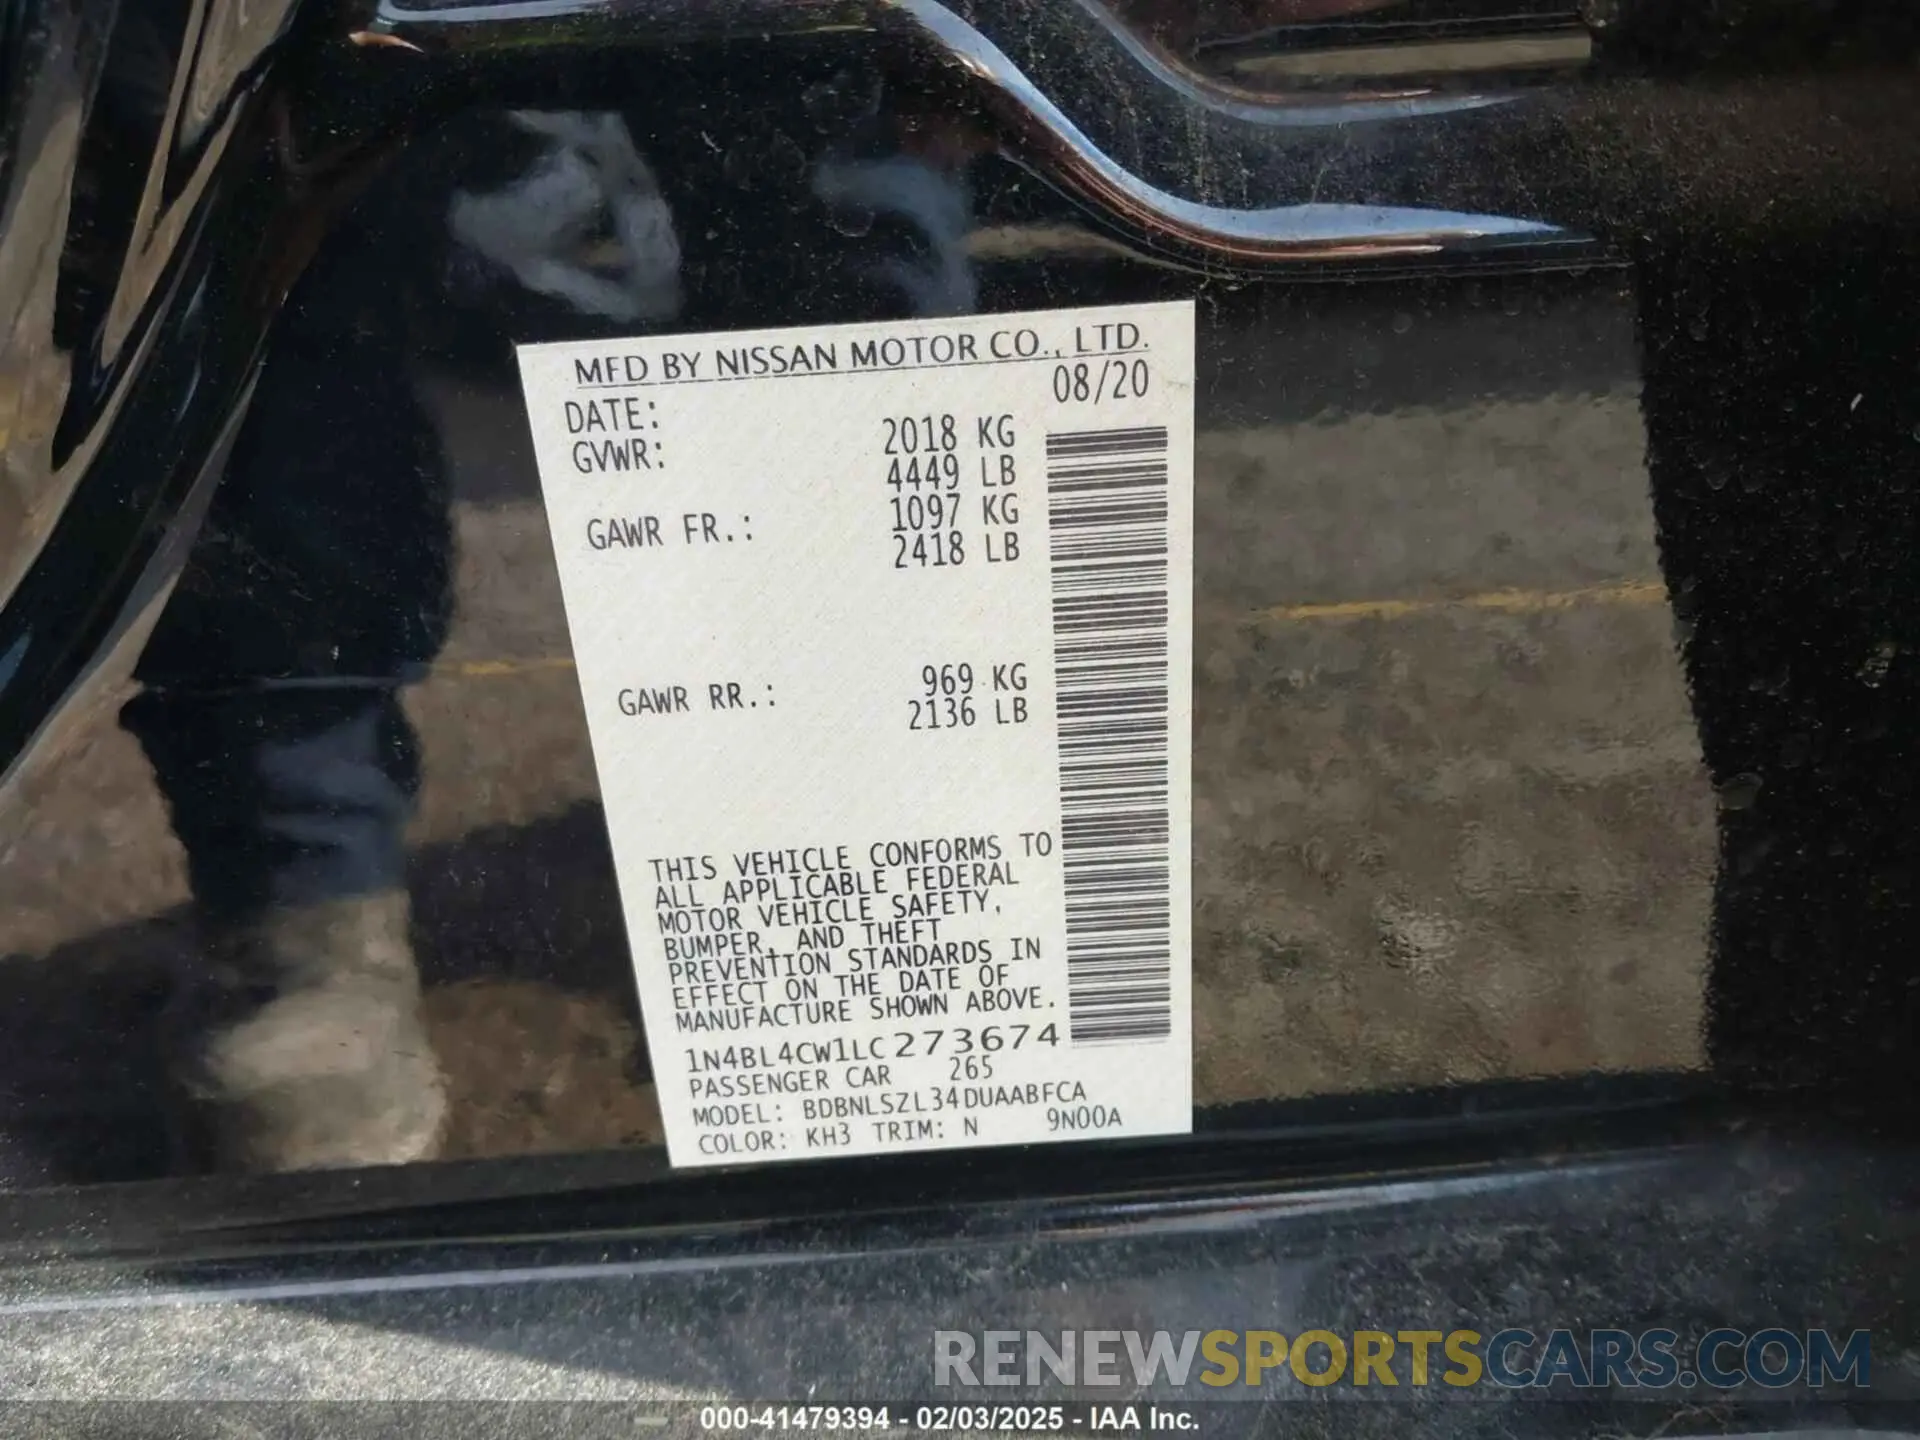 MFD BY NISSAN MOTOR CO., LTD.
DATE: 08/20
GVWR: 2018 KG
4449 LB
GAWR FR.: 1097 KG
2418 LB
GAWR RR.: 969 KG
2136 LB
THIS VEHICLE CONFORMS TO
ALL APPLICABLE FEDERAL
MOTOR VEHICLE SAFETY,
BUMPER, AND THEFT
PREVENTION STANDARDS IN
EFFECT ON THE DATE OF
MANUFACTURE SHOWN ABOVE.
1N4BL4CW1LC273674
PASSENGER CAR 265
MODEL: BDBNLSZL34DUAABFCA
COLOR: KH3 TRIM: N 9N00A
RENEWSPORTSCARS.COM
000-41479394 - 02/03/2025 - IAA Inc.